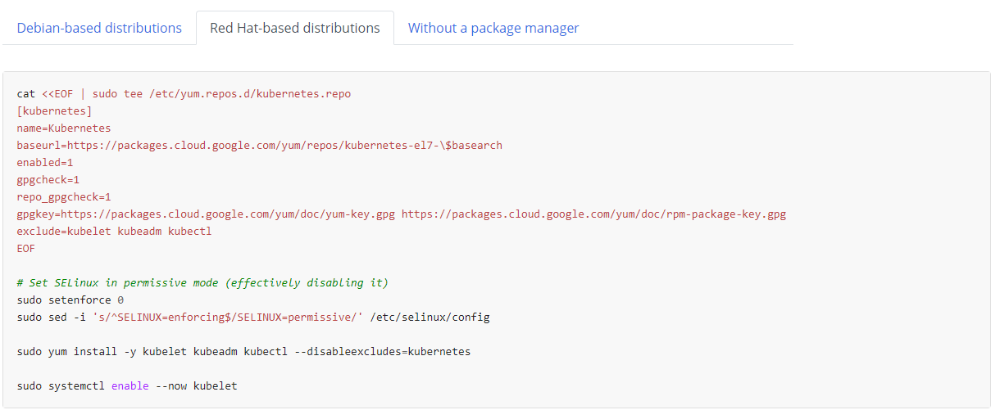 Debian-based distributions
Red Hat-based distributions
Without a package manager
cat <<EOF | sudo tee /etc/yum.repos.d/kubernetes.repo
[kubernetes]
name=Kubernetes
baseurl=https://packages.cloud.google.com/yum/repos/kubernetes-el7-\$basearch
enabled=1
gpgcheck=1
repo_gpgcheck=1
gpgkey=https://packages.cloud.google.com/yum/doc/yum-key.gpg https://packages.cloud.google.com/yum/doc/rpm-package-key.gpg
exclude=kubelet kubeadm kubectl
EOF
# Set SELinux in permissive mode (effectively disabling it)
sudo setenforce 0
sudo sed -i 's/^SELINUX=enforcing$/SELINUX=permissive/' /etc/selinux/config
sudo yum install -y kubelet kubeadm kubectl --disableexcludes=kubernetes
sudo systemctl enable --now kubelet